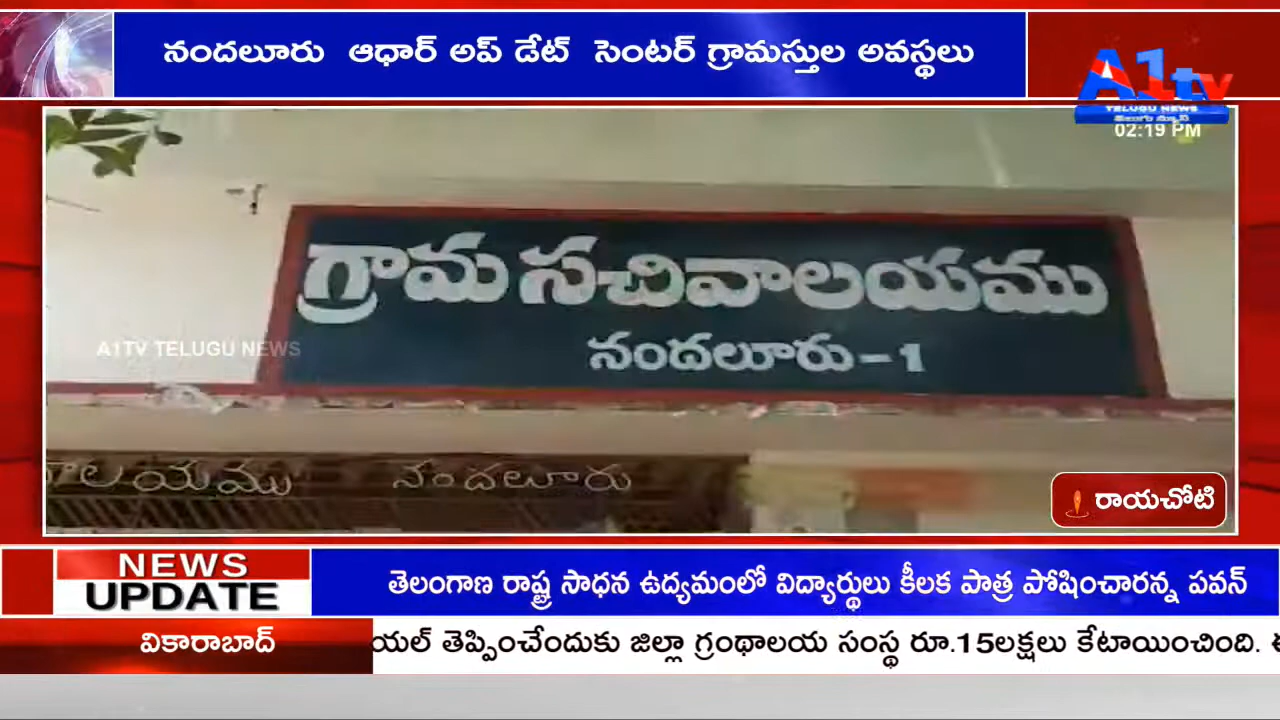 నందలూరు ఆధార్ అప్ డేట్ సెంటర్ గ్రామస్తుల అవస్థలు
A1tv
TELUGU NEWS
తెలుగు న్యూస్
02:19 PM
గ్రామ సచివాలయము
నందలూరు-1
A1TV TELUGU NEWS
లయము నందలూరు
రాయచోటి
NEWS
UPDATE
తెలంగాణ రాష్ట్ర సాధన ఉద్యమంలో విద్యార్థులు కీలక పాత్ర పోషించారన్న పవన్
వికారాబాద్
యల్ తెప్పించేందుకు జిల్లా గ్రంథాలయ సంస్థ రూ.15లక్షలు కేటాయించింది.